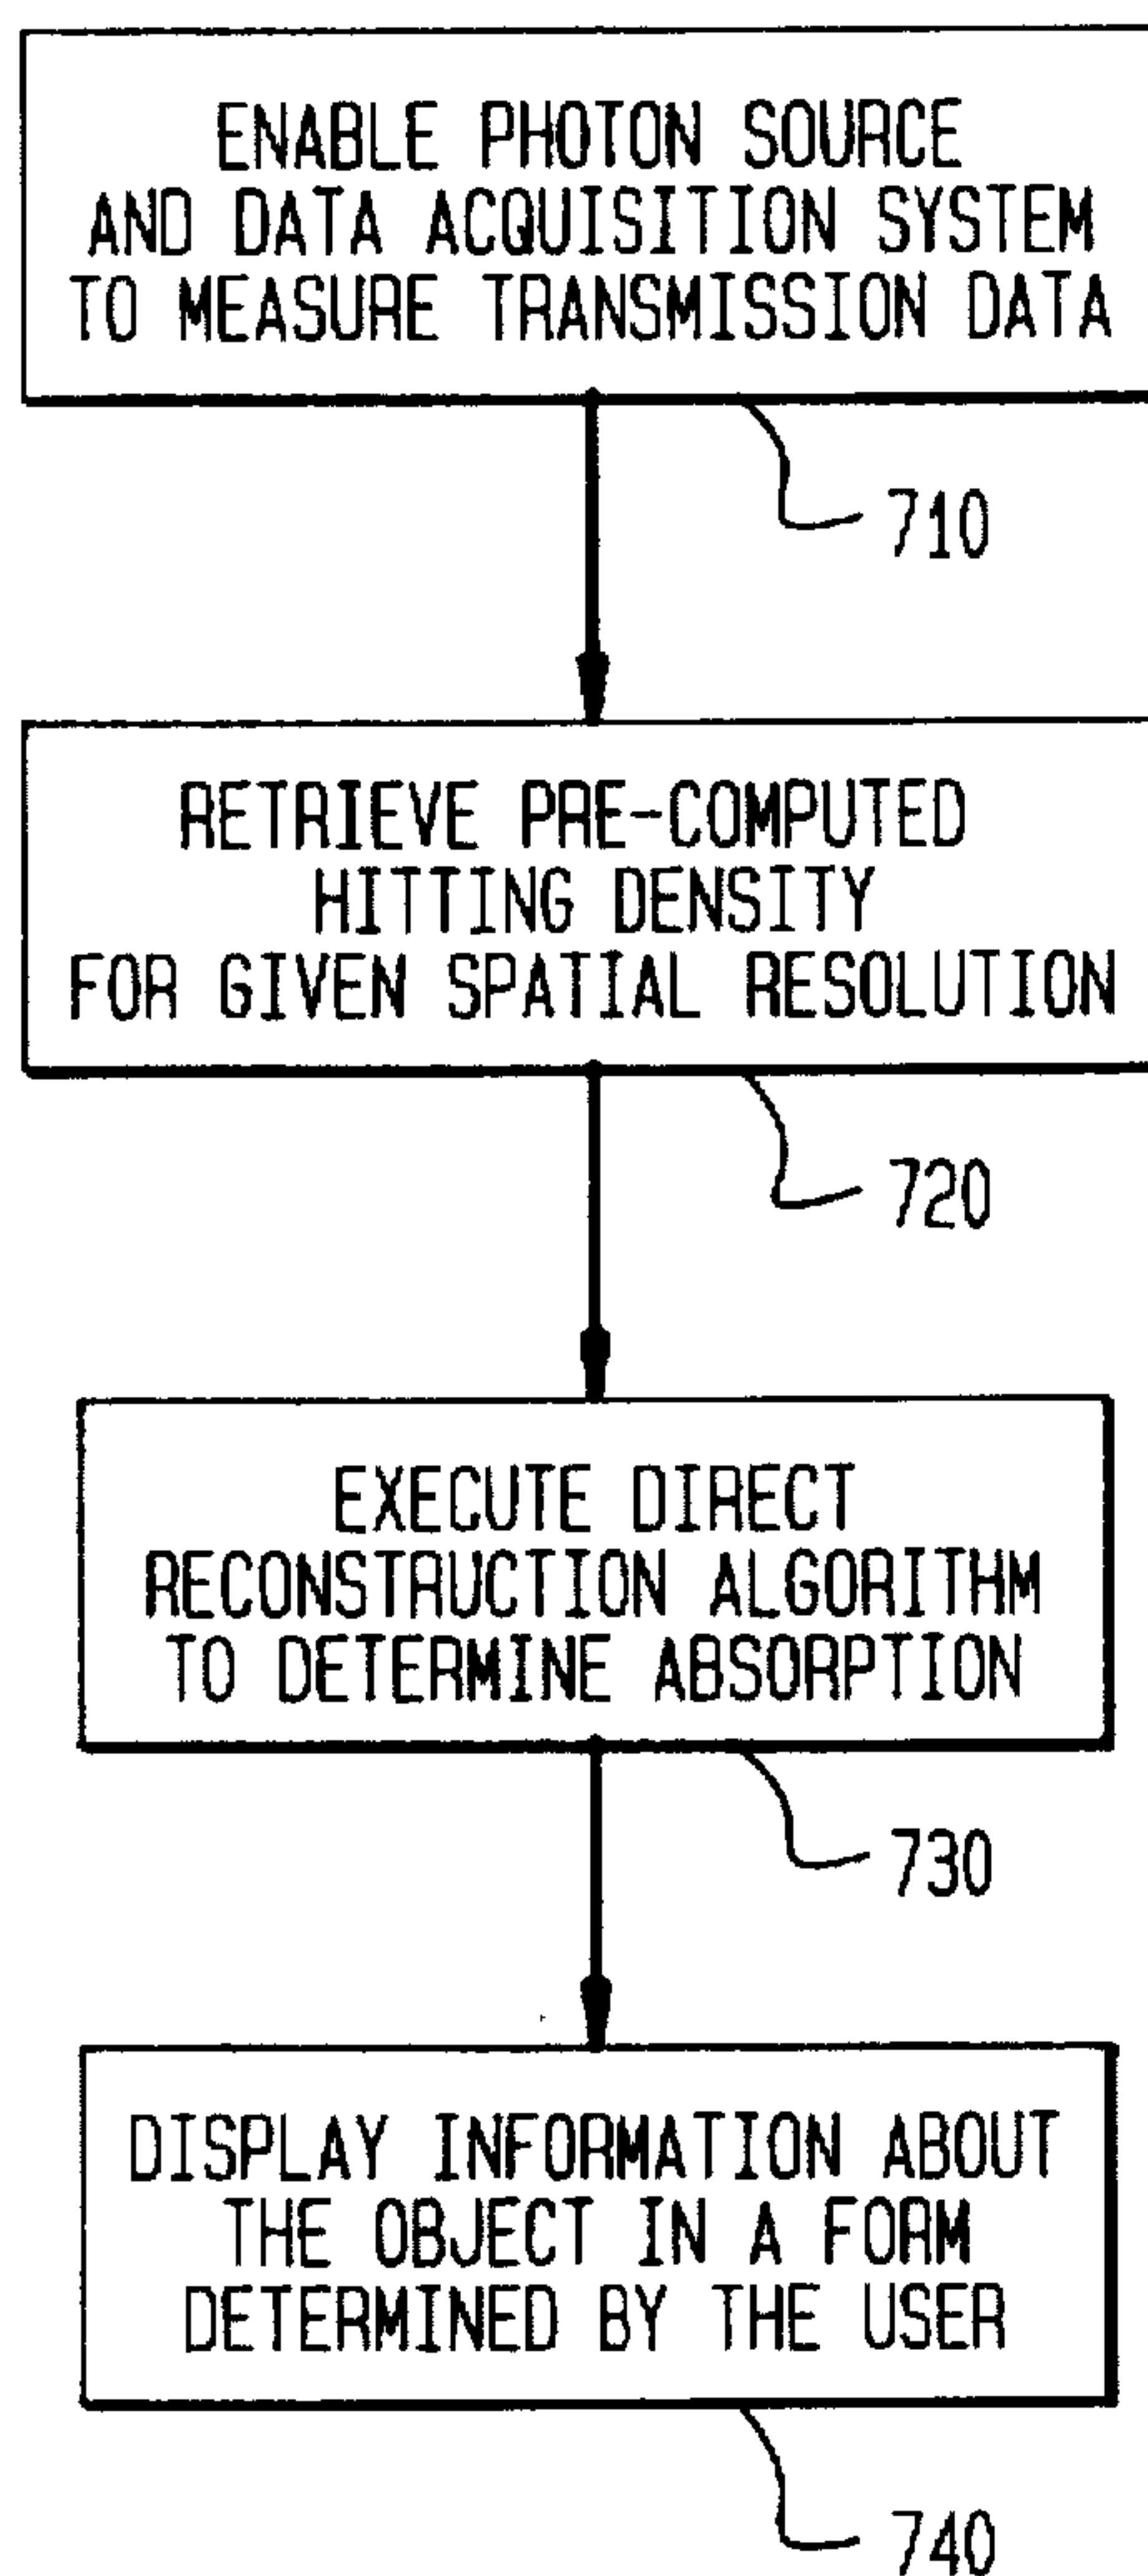 ENABLE PHOTON SOURCE
AND DATA ACQUISITION SYSTEM
TO MEASURE TRANSMISSION DATA
710
RETRIEVE PRE-COMPUTED
HITTING DENSITY
FOR GIVEN SPATIAL RESOLUTION
720
EXECUTE DIRECT
RECONSTRUCTION ALGORITHM
TO DETERMINE ABSORPTION
730
DISPLAY INFORMATION ABOUT
THE OBJECT IN A FORM
DETERMINED BY THE USER
740